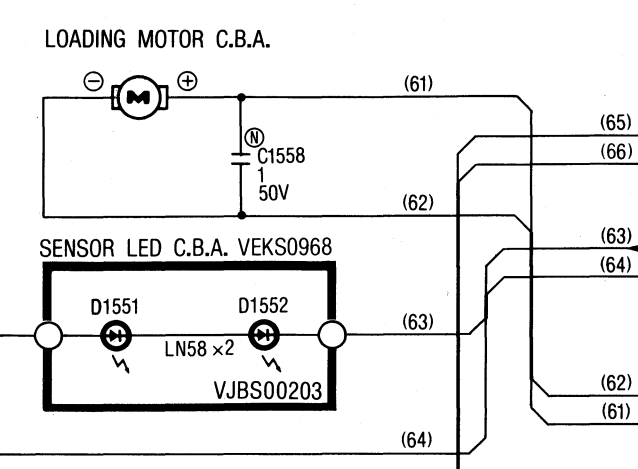 LOADING MOTOR C.B.A.
− M +
(61)
(65)
N
C1558
(66)
1
50V
(62)
SENSOR LED C.B.A. VEKS0968
(63)
(64)
D1551
D1552
(63)
LN58 ×2
VJBS00203
(62)
(61)
(64)